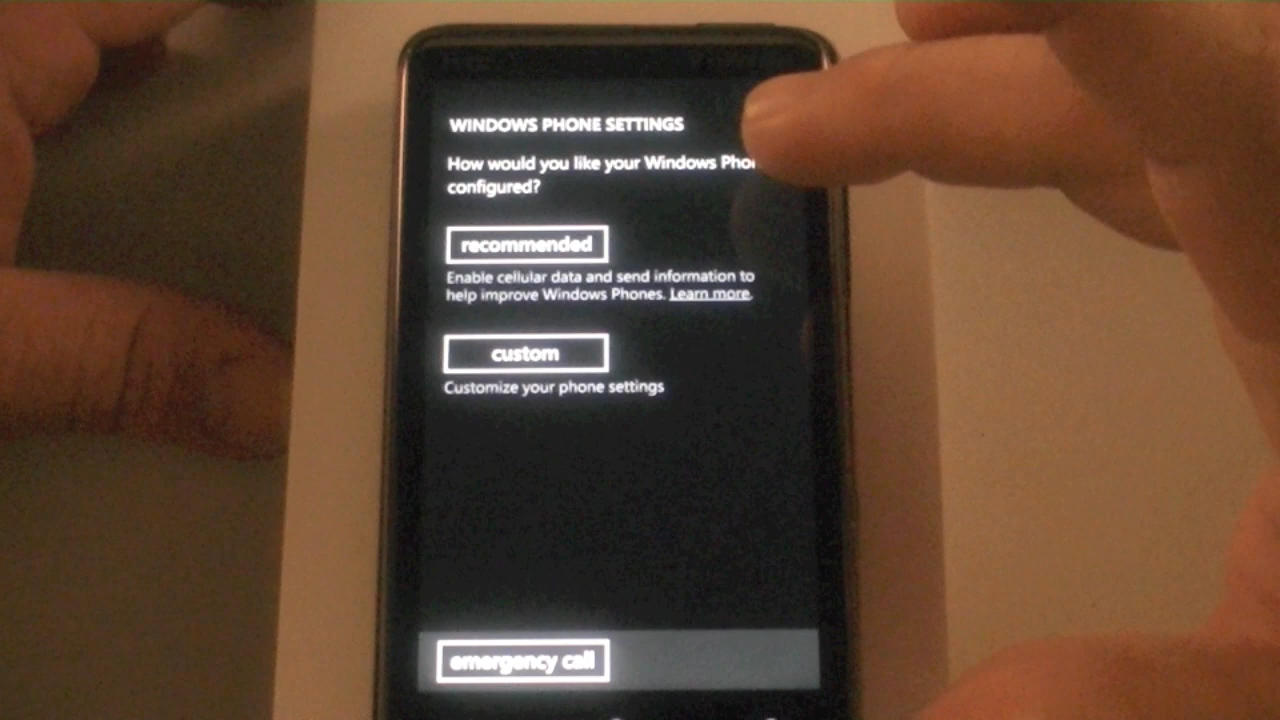 WINDOWS PHONE SETTINGS
How would you like your Windows
configured?
recommended
Enable cellular data and send information to
help improve Windows Phones. Learn more.
custom
Customize your phone settings
emergency call